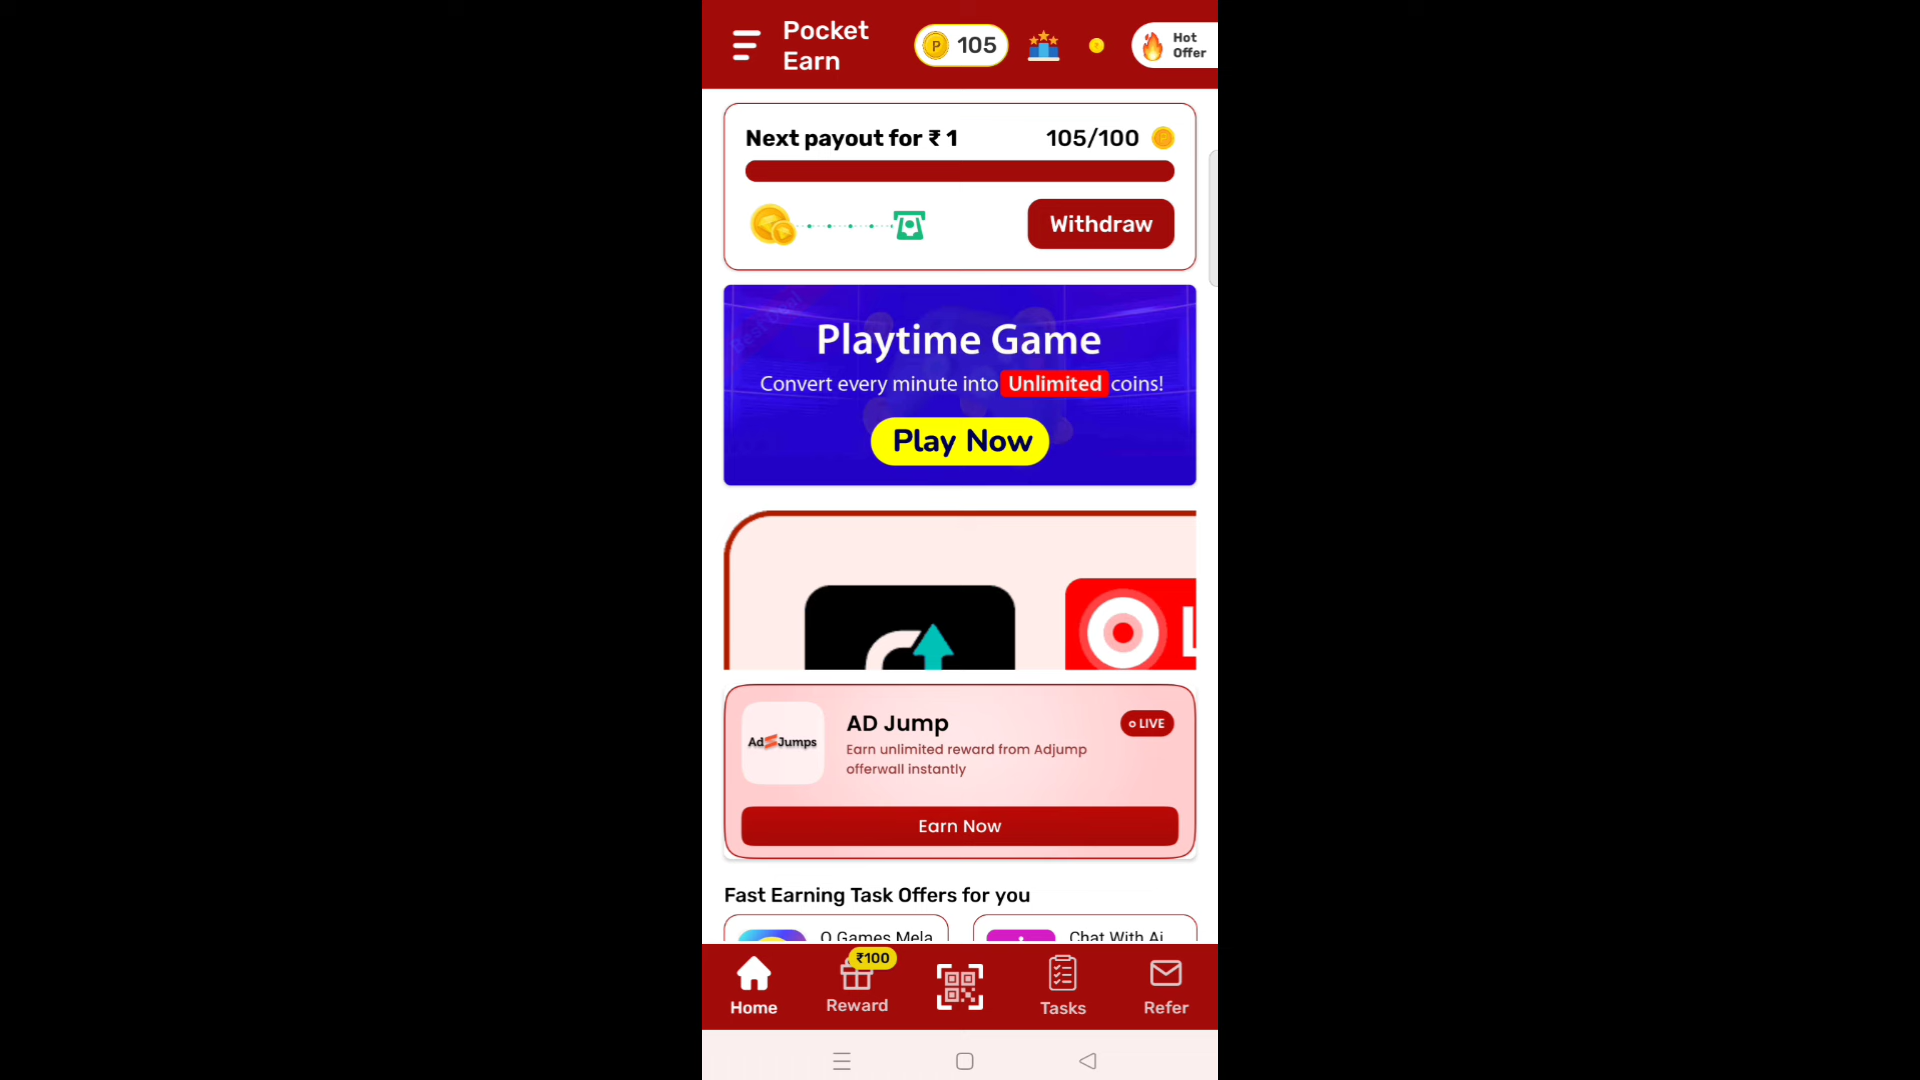 Pocket
Earn
P 105
Hot
Offer
Next payout for ₹ 1 105/100
Withdraw
Best Deal
Playtime Game
Convert every minute into Unlimited coins!
Play Now
AdJumps
AD Jump
LIVE
Earn unlimited reward from Adjump
offerwall instantly
Earn Now
Fast Earning Task Offers for you
Q Games Mela
Chat With Ai
₹100
Home
Reward
Tasks
Refer